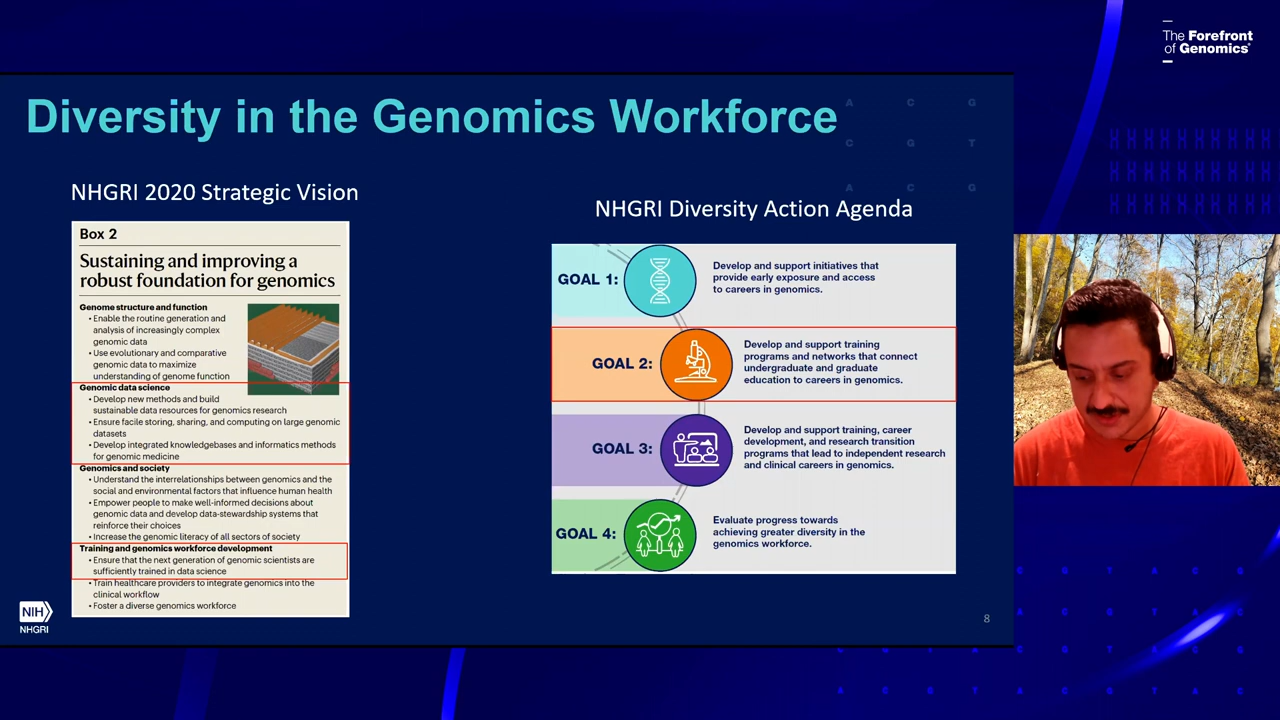 The Forefront
of Genomics®
Diversity in the Genomics Workforce
NHGRI 2020 Strategic Vision
Box 2
Sustaining and improving a
robust foundation for genomics
Genome structure and function
• Enable the routine generation and
analysis of increasingly complex
genomic data
• Use evolutionary and comparative
genomic data to maximize
understanding of genome function
Genomic data science
• Develop new methods and build
sustainable data resources for genomics research
• Ensure facile storing, sharing, and computing on large genomic
datasets
• Develop integrated knowledgebases and informatics methods
for genomic medicine
Genomics and society
• Understand the interrelationships between genomics and the
social and environmental factors that influence human health
• Empower people to make well-informed decisions about
genomic data and develop data-stewardship systems that
reinforce their choices
• Increase the genomic literacy of all sectors of society
Training and genomics workforce development
• Ensure that the next generation of genomic scientists are
sufficiently trained in data science
• Train healthcare providers to integrate genomics into the
clinical workflow
• Foster a diverse genomics workforce
NHGRI Diversity Action Agenda
GOAL 1:
Develop and support initiatives that
provide early exposure and access
to careers in genomics.
GOAL 2:
Develop and support training
programs and networks that connect
undergraduate and graduate
education to careers in genomics.
GOAL 3:
Develop and support training, career
development, and research transition
programs that lead to independent research
and clinical careers in genomics.
GOAL 4:
Evaluate progress towards
achieving greater diversity in the
genomics workforce.
A C G
C G T
A C G
NIH
NHGRI
8